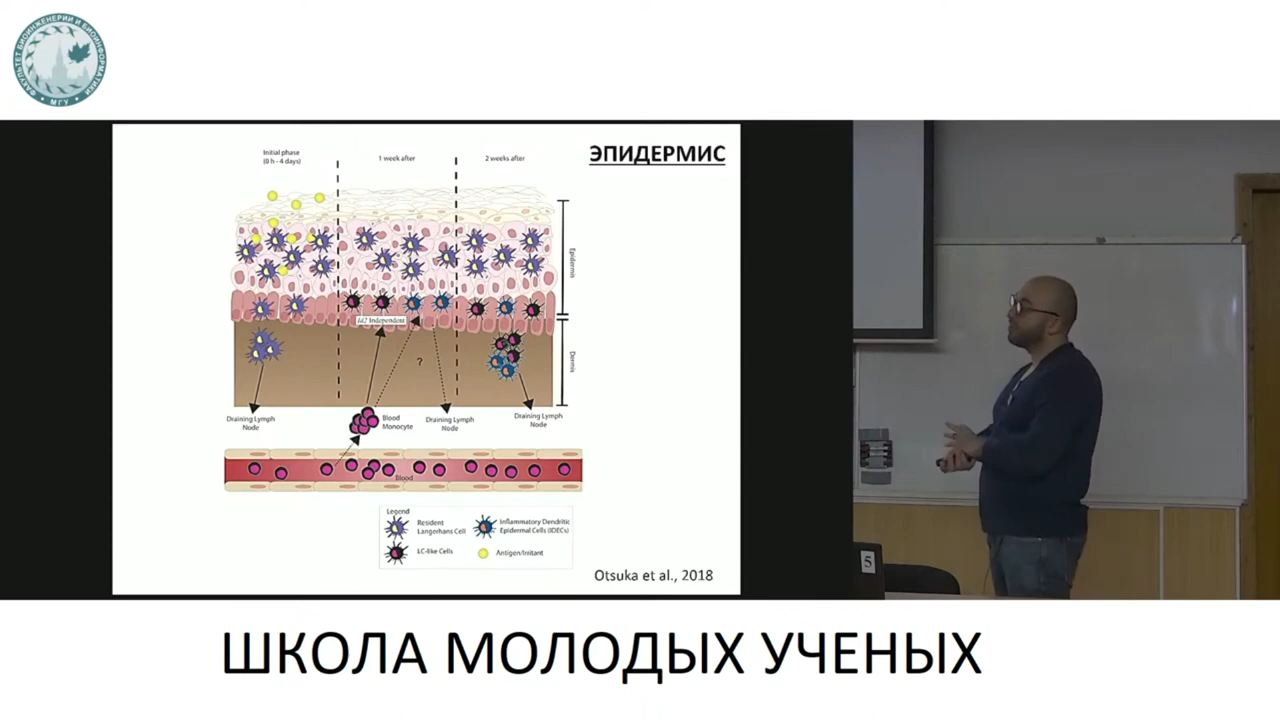 ФАКУЛЬТЕТ БИОИНЖЕНЕРИИ И БИОИНФОРМАТИКИ
МГУ
ЭПИДЕРМИС
Initial phase
(0 h - 4 days)
1 week after
2 weeks after
Epidermis
Id2 Independent
?
Dermis
Draining Lymph
Node
Blood
Monocyte
Draining Lymph
Node
Draining Lymph
Node
Blood
Legend
Resident
Langerhans Cell
Inflammatory Dendritic
Epidermal Cells (IDECs)
LC-like Cells
Antigen/Irritant
Otsuka et al., 2018
5
ШКОЛА МОЛОДЫХ УЧЕНЫХ